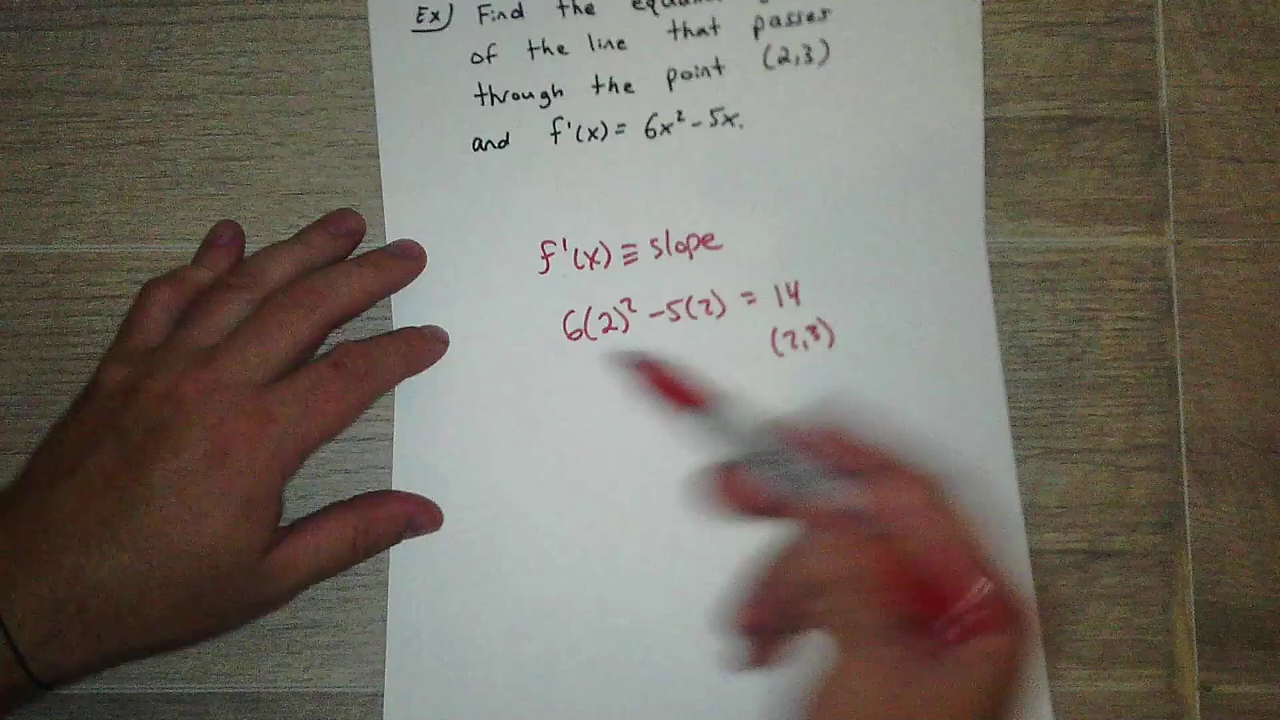 Ex) Find the
of the line that passes
through the point (2,3)
and f'(x) = 6x² - 5x.
f'(x) ≡ slope
6(2)² - 5(2) = 14
(2,3)